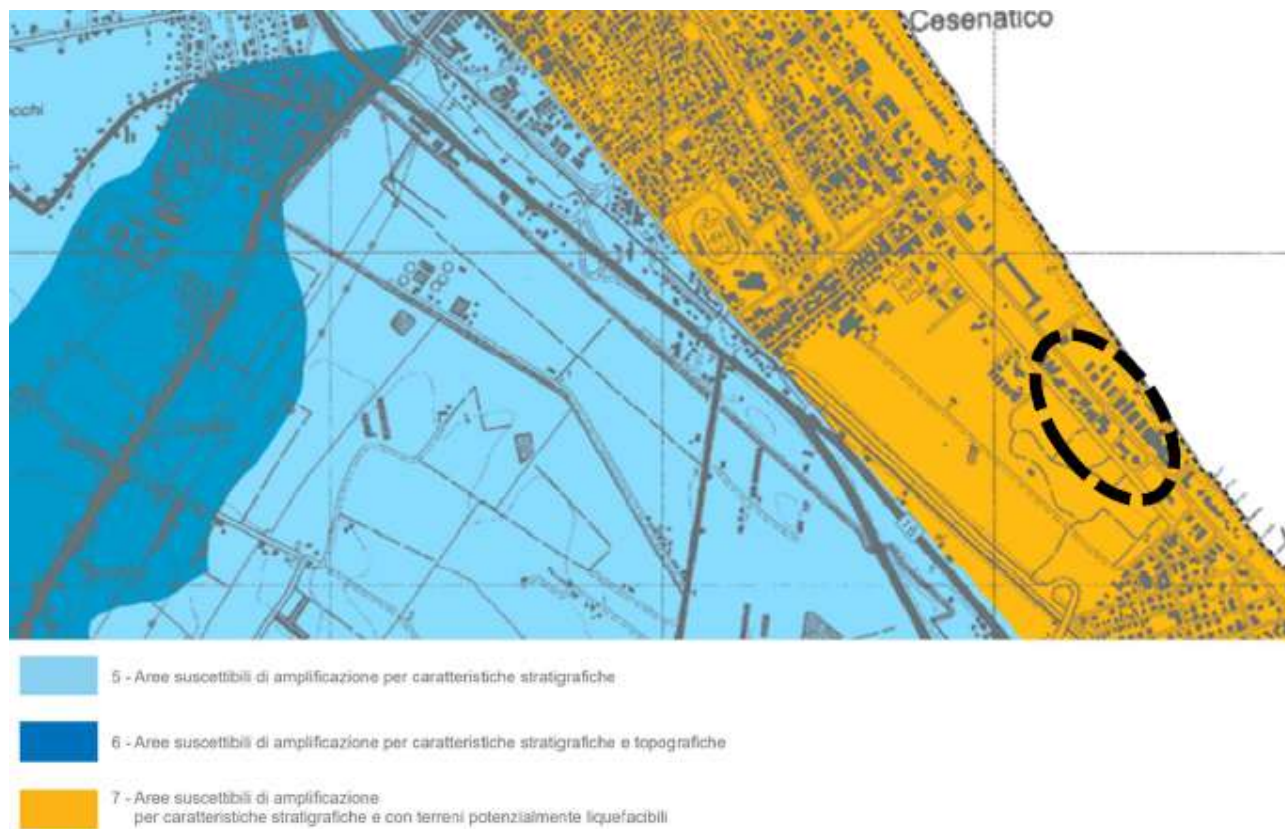 Cesenatico
cchi
16
5 - Aree suscettibili di amplificazione per caratteristiche stratigrafiche
6 - Aree suscettibili di amplificazione per caratteristiche stratigrafiche e topografiche
7 - Aree suscettibili di amplificazione
per caratteristiche stratigrafiche e con terreni potenzialmente liquefacibili